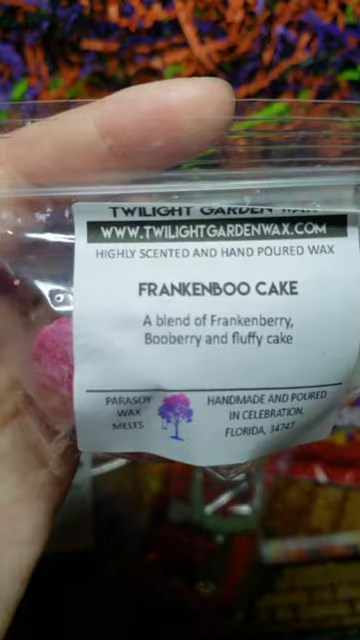 TWILIGHT GARDEN WAX
WWW.TWILIGHTGARDENWAX.COM
HIGHLY SCENTED AND HAND POURED WAX
FRANKENBOO CAKE
A blend of Frankenberry,
Booberry and fluffy cake
PARASOY
WAX
MELTS
HANDMADE AND POURED
IN CELEBRATION,
FLORIDA, 34747